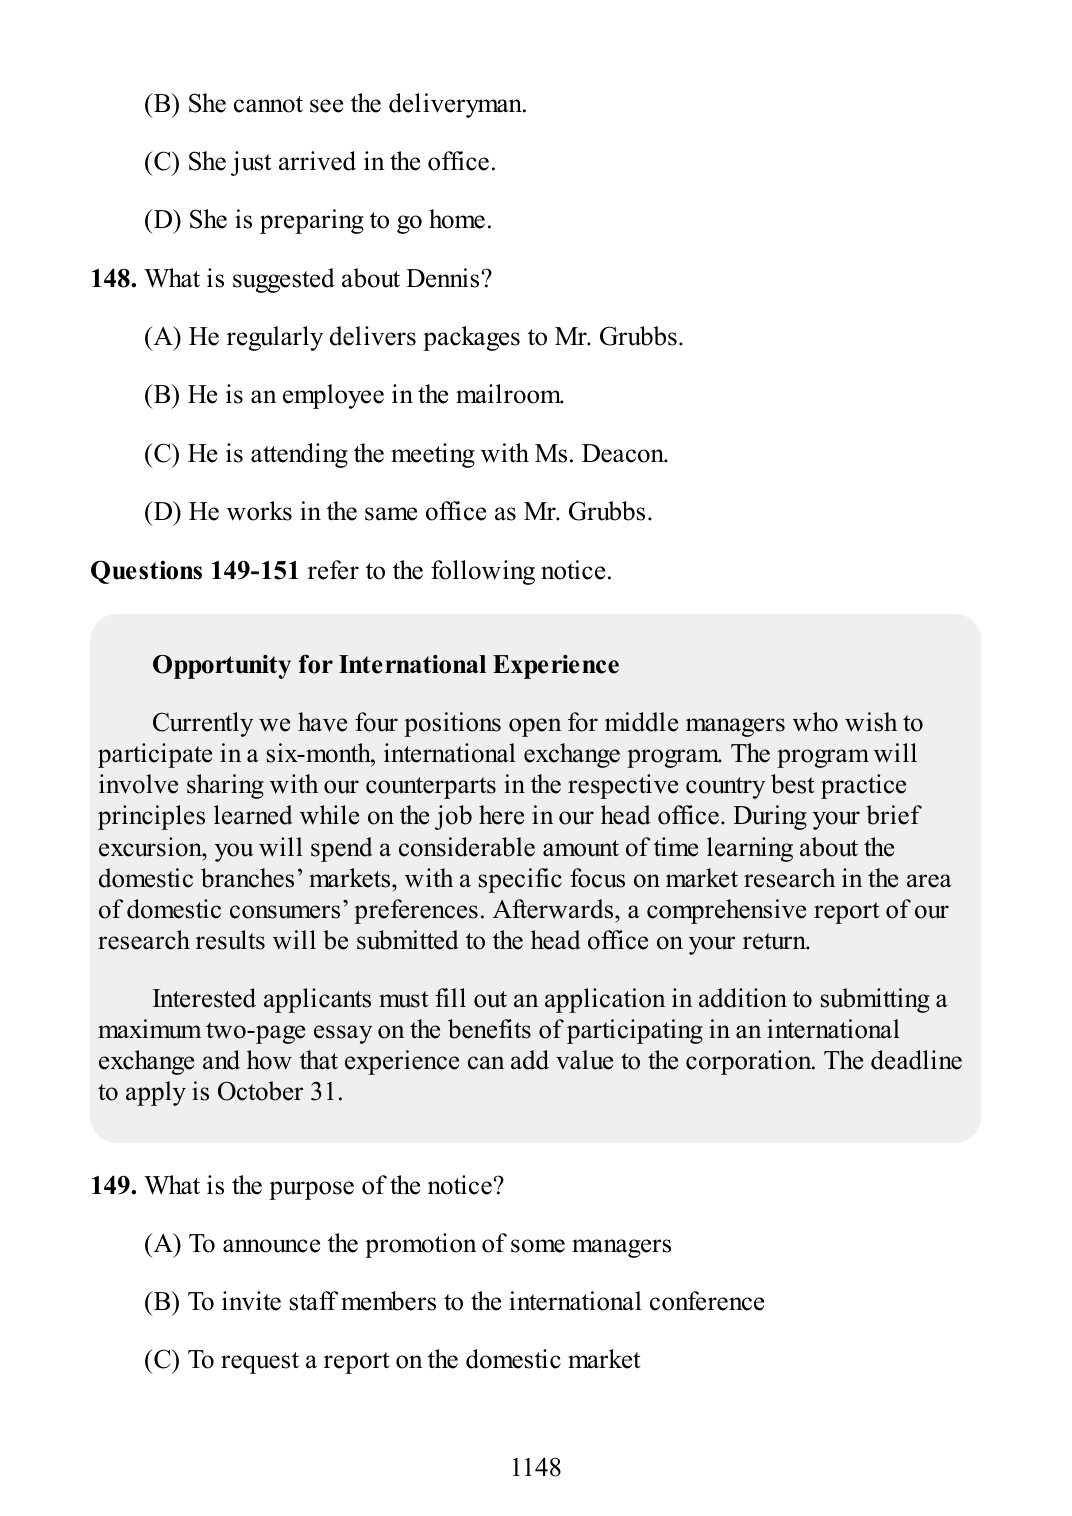 (B) She cannot see the deliveryman.
(C) She just arrived in the office.
(D) She is preparing to go home.
148. What is suggested about Dennis?
(A) He regularly delivers packages to Mr. Grubbs.
(B) He is an employee in the mailroom.
(C) He is attending the meeting with Ms. Deacon.
(D) He works in the same office as Mr. Grubbs.
Questions 149-151 refer to the following notice.
Opportunity for International Experience
Currently we have four positions open for middle managers who wish to
participate in a six-month, international exchange program. The program will
involve sharing with our counterparts in the respective country best practice
principles learned while on the job here in our head office. During your brief
excursion, you will spend a considerable amount of time learning about the
domestic branches’ markets, with a specific focus on market research in the area
of domestic consumers’ preferences. Afterwards, a comprehensive report of our
research results will be submitted to the head office on your return.
Interested applicants must fill out an application in addition to submitting a
maximum two-page essay on the benefits of participating in an international
exchange and how that experience can add value to the corporation. The deadline
to apply is October 31.
149. What is the purpose of the notice?
(A) To announce the promotion of some managers
(B) To invite staff members to the international conference
(C) To request a report on the domestic market
1148